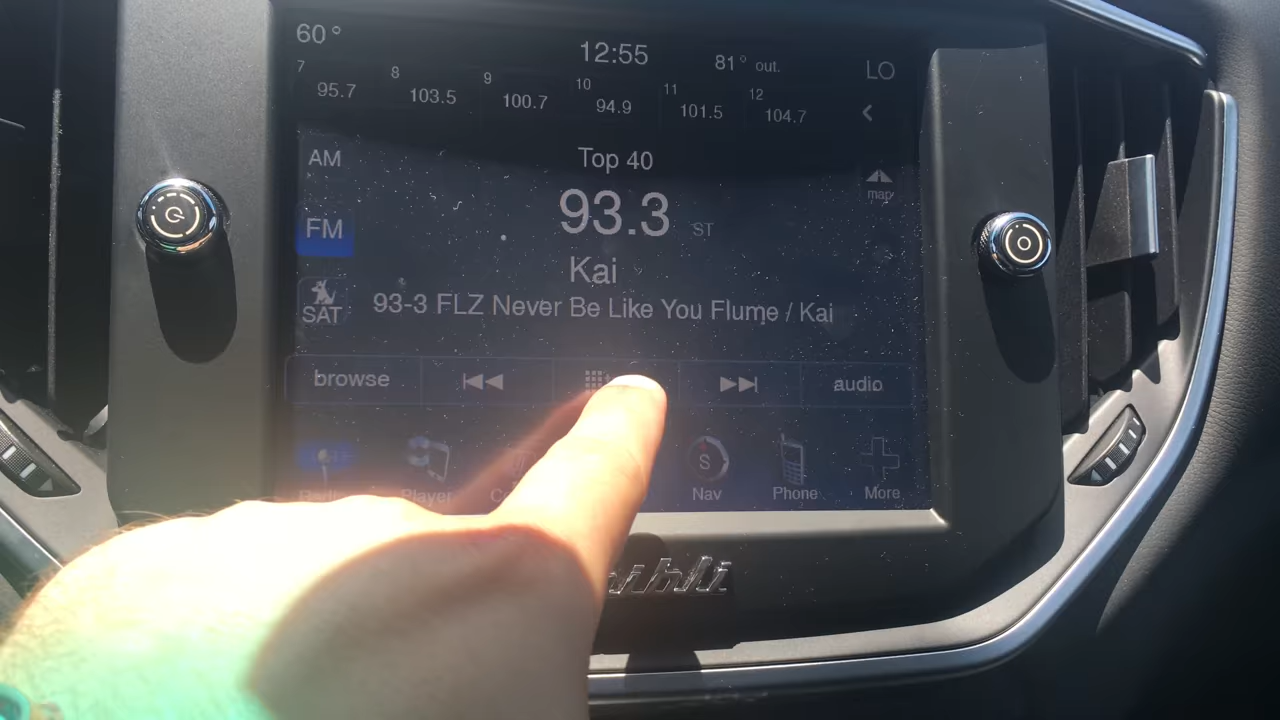 60°
12:55
81° out.
LO
7 95.7
8 103.5
9 100.7
10 94.9
11 101.5
12 104.7
AM
Top 40
map
FM
93.3 ST
Kai
SAT
93-3 FLZ Never Be Like You Flume / Kai
browse
audio
S
Radio
Player
Nav
Phone
More